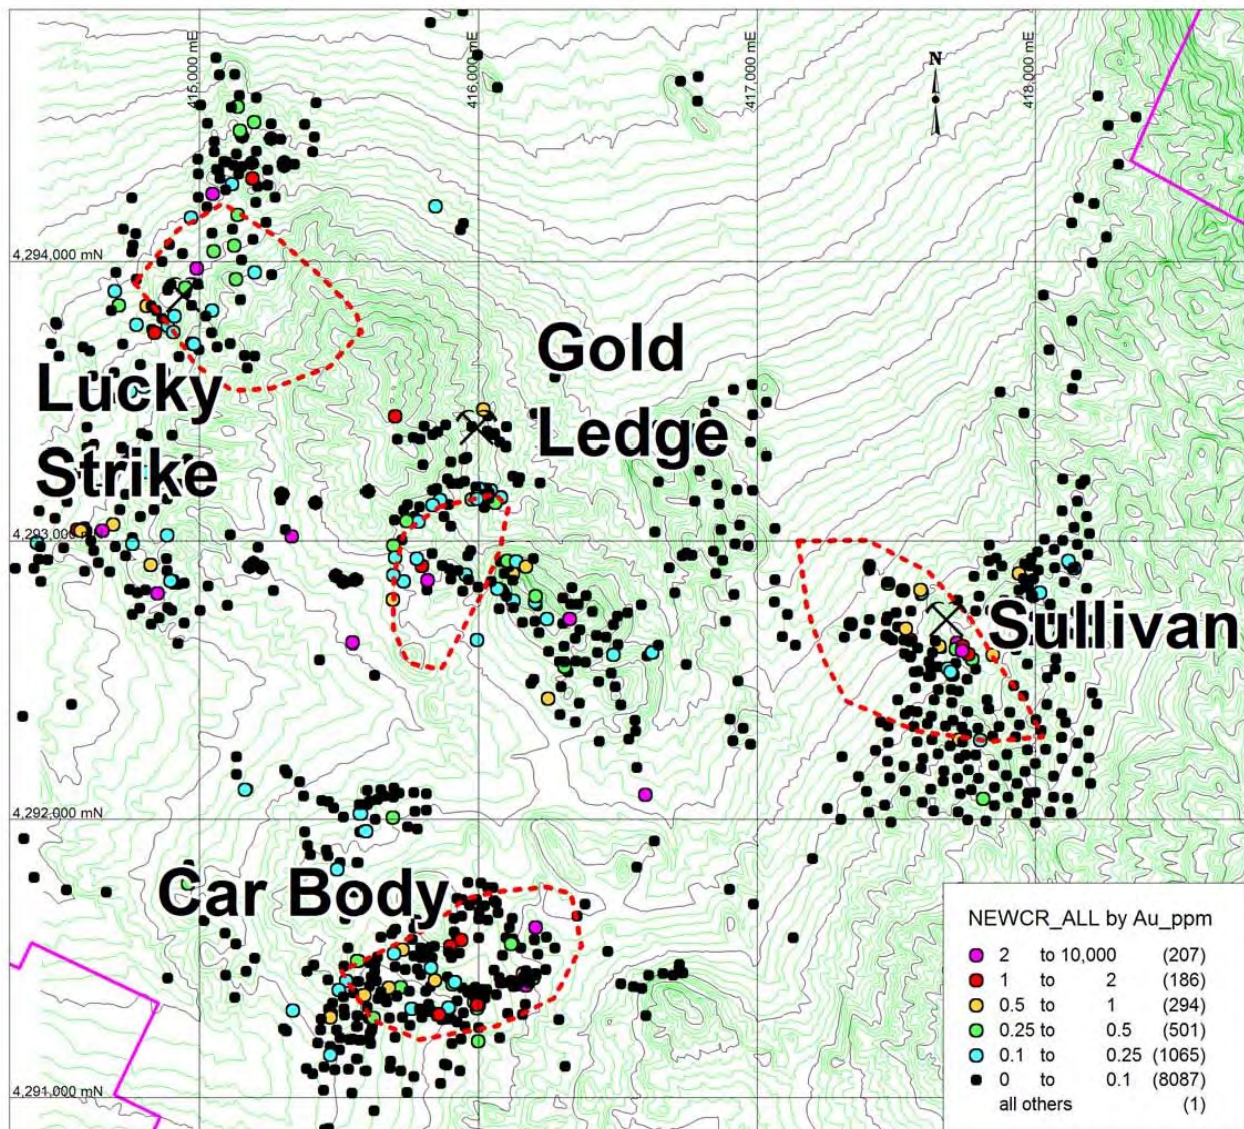 415,000 mE
416,000 mE
417,000 mE
418,000 mE
N
4,294,000 mN
Gold
Ledge
Lucky
Strike
4,293,000 mN
Sullivan
4,292,000 mN
Car Body
4,291,000 mN
NEWCR_ALL by Au_ppm
2 to 10,000 (207)
1 to 2 (186)
0.5 to 1 (294)
0.25 to 0.5 (501)
0.1 to 0.25 (1065)
0 to 0.1 (8087)
all others (1)